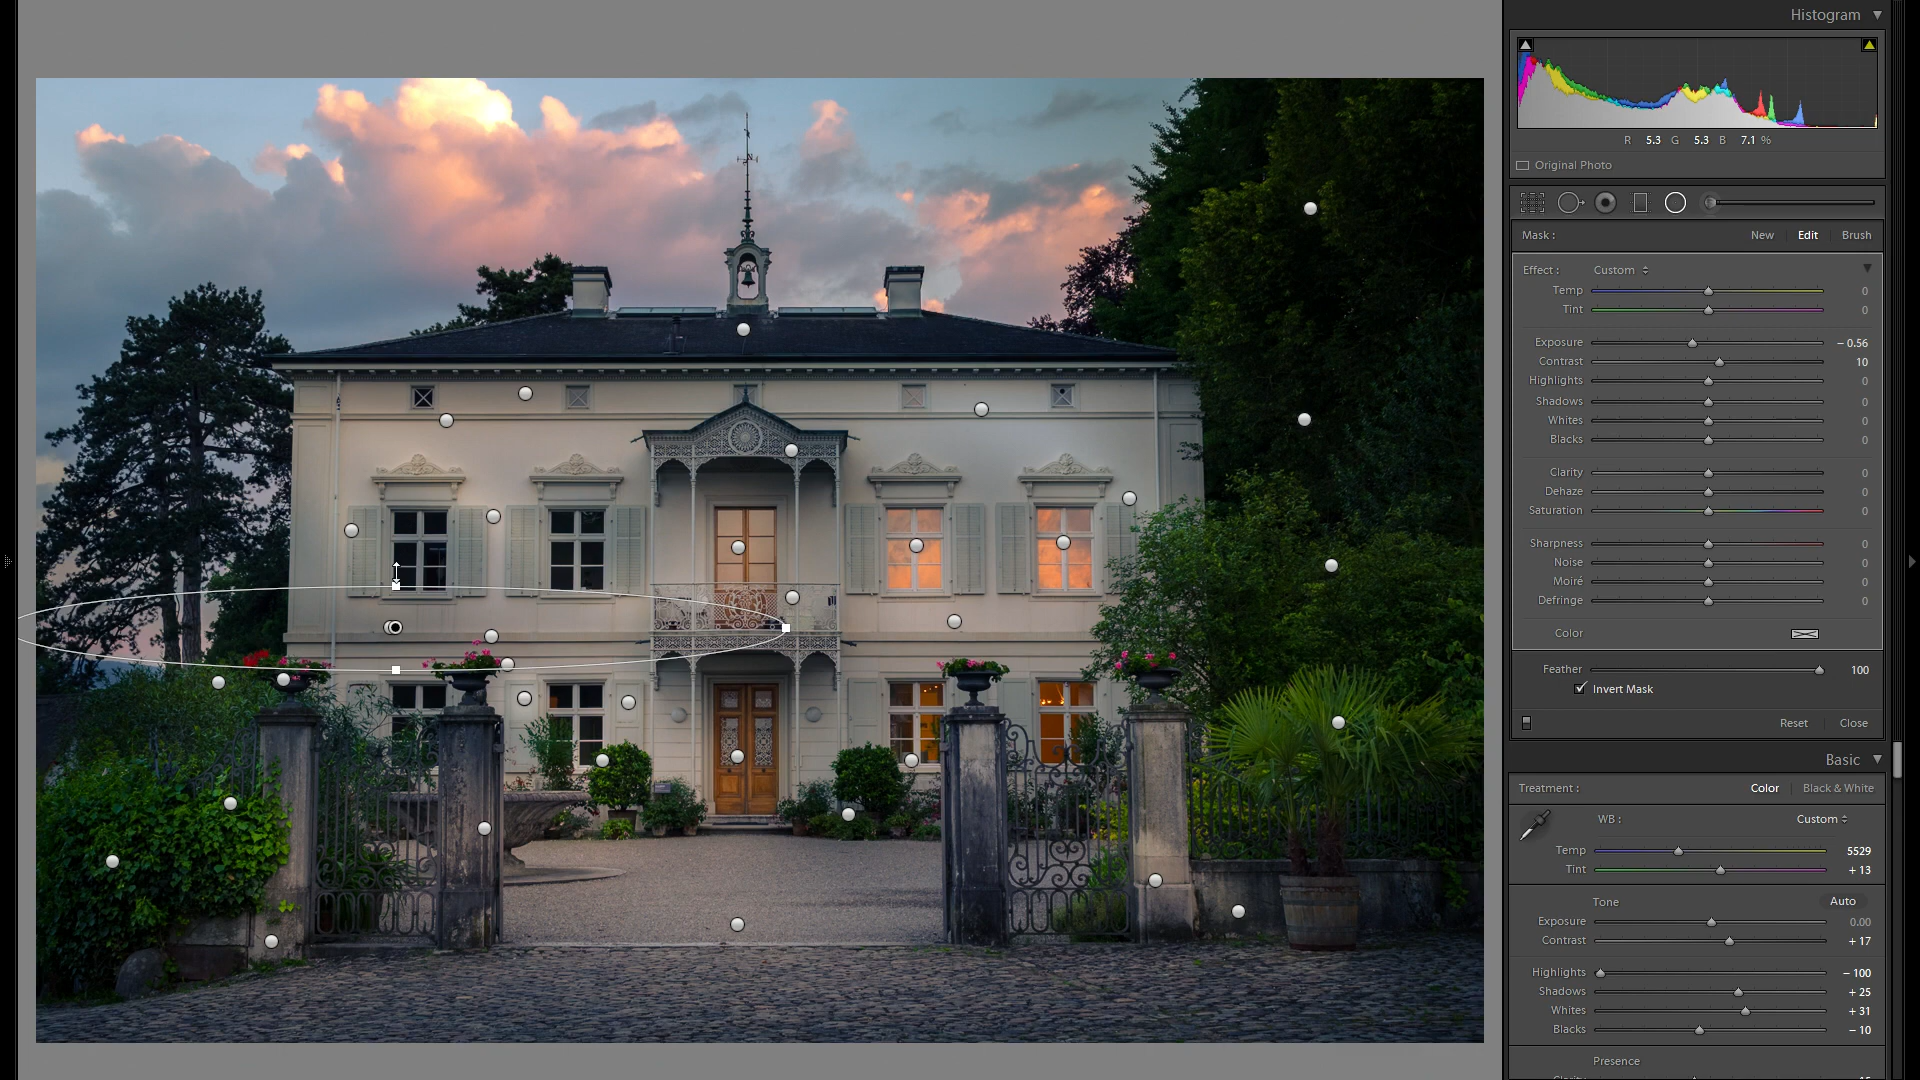 Histogram
R 5.3 G 5.3 B 7.1 %
Original Photo
Mask : New Edit Brush
Effect : Custom
Temp 0
Tint 0
Exposure – 0.56
Contrast 10
Highlights 0
Shadows 0
Whites 0
Blacks 0
Clarity 0
Dehaze 0
Saturation 0
Sharpness 0
Noise 0
Moiré 0
Defringe 0
Color
Feather 100
Invert Mask
Reset Close
Basic
Treatment : Color Black & White
WB : Custom
Temp 5529
Tint + 13
Tone Auto
Exposure 0.00
Contrast + 17
Highlights – 100
Shadows + 25
Whites + 31
Blacks – 10
Presence